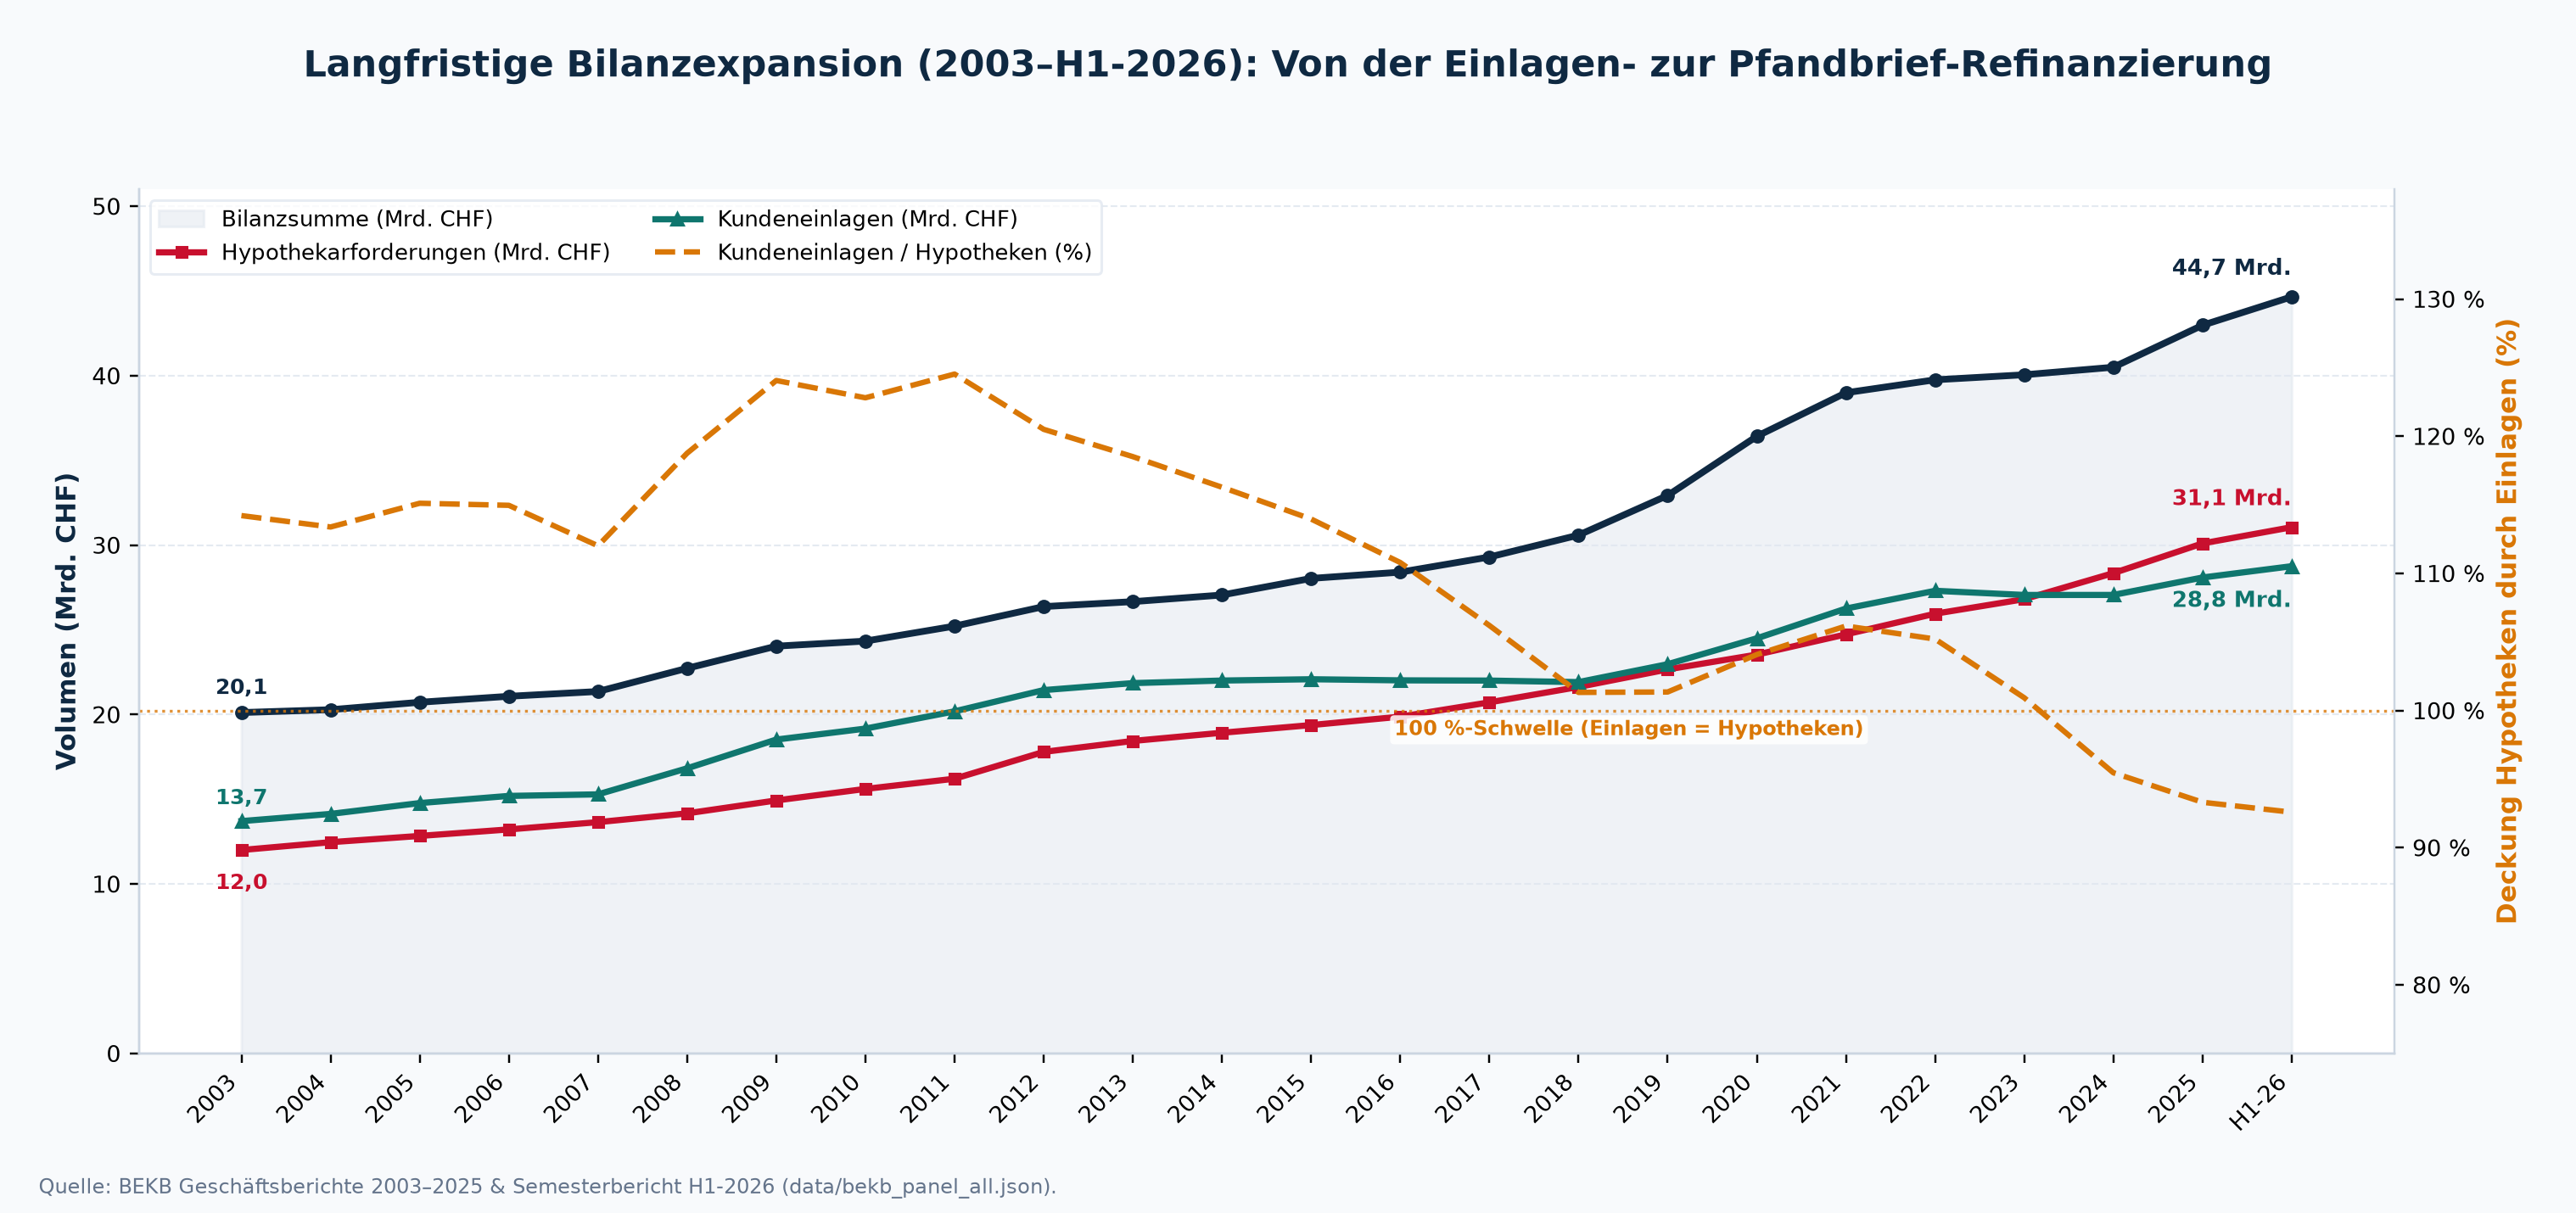 Langfristige Bilanzexpansion (2003–H1-2026): Von der Einlagen- zur Pfandbrief-Refinanzierung
Bilanzsumme (Mrd. CHF)
Hypothekarforderungen (Mrd. CHF)
Kundeneinlagen (Mrd. CHF)
Kundeneinlagen / Hypotheken (%)
Volumen (Mrd. CHF)
50
40
30
20
10
0
20,1
13,7
12,0
44,7 Mrd.
31,1 Mrd.
28,8 Mrd.
100 %-Schwelle (Einlagen = Hypotheken)
130 %
120 %
110 %
100 %
90 %
80 %
Deckung Hypotheken durch Einlagen (%)
2003
2004
2005
2006
2007
2008
2009
2010
2011
2012
2013
2014
2015
2016
2017
2018
2019
2020
2021
2022
2023
2024
2025
H1-26
Quelle: BEKB Geschäftsberichte 2003–2025 & Semesterbericht H1-2026 (data/bekb_panel_all.json).